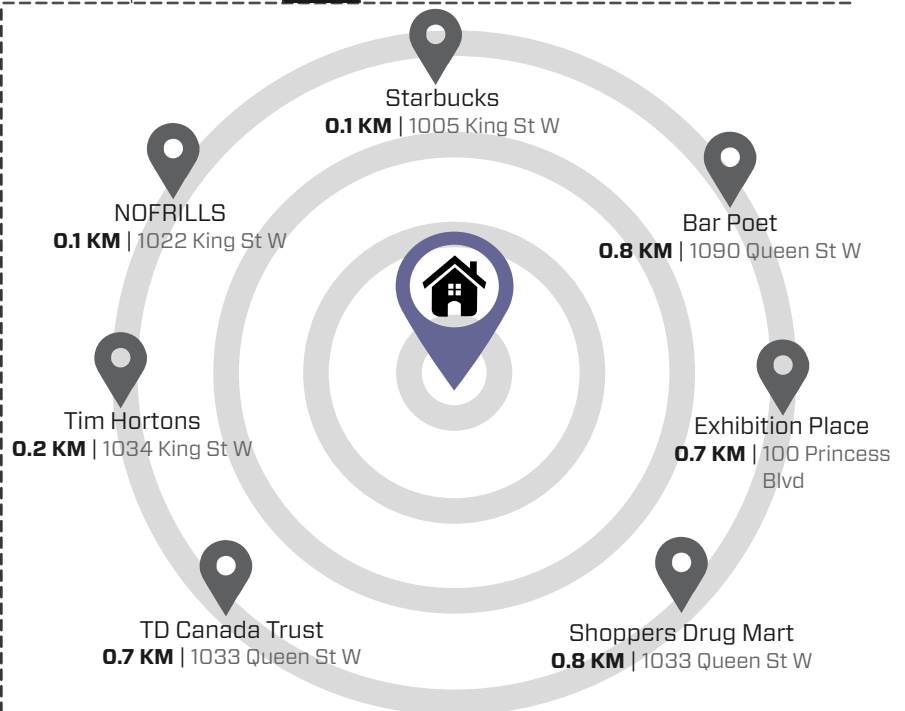 Starbucks
0.1 KM | 1005 King St W
NOFRILLS
0.1 KM | 1022 King St W
Bar Poet
0.8 KM | 1090 Queen St W
Tim Hortons
0.2 KM | 1034 King St W
Exhibition Place
0.7 KM | 100 Princess
Blvd
TD Canada Trust
0.7 KM | 1033 Queen St W
Shoppers Drug Mart
0.8 KM | 1033 Queen St W